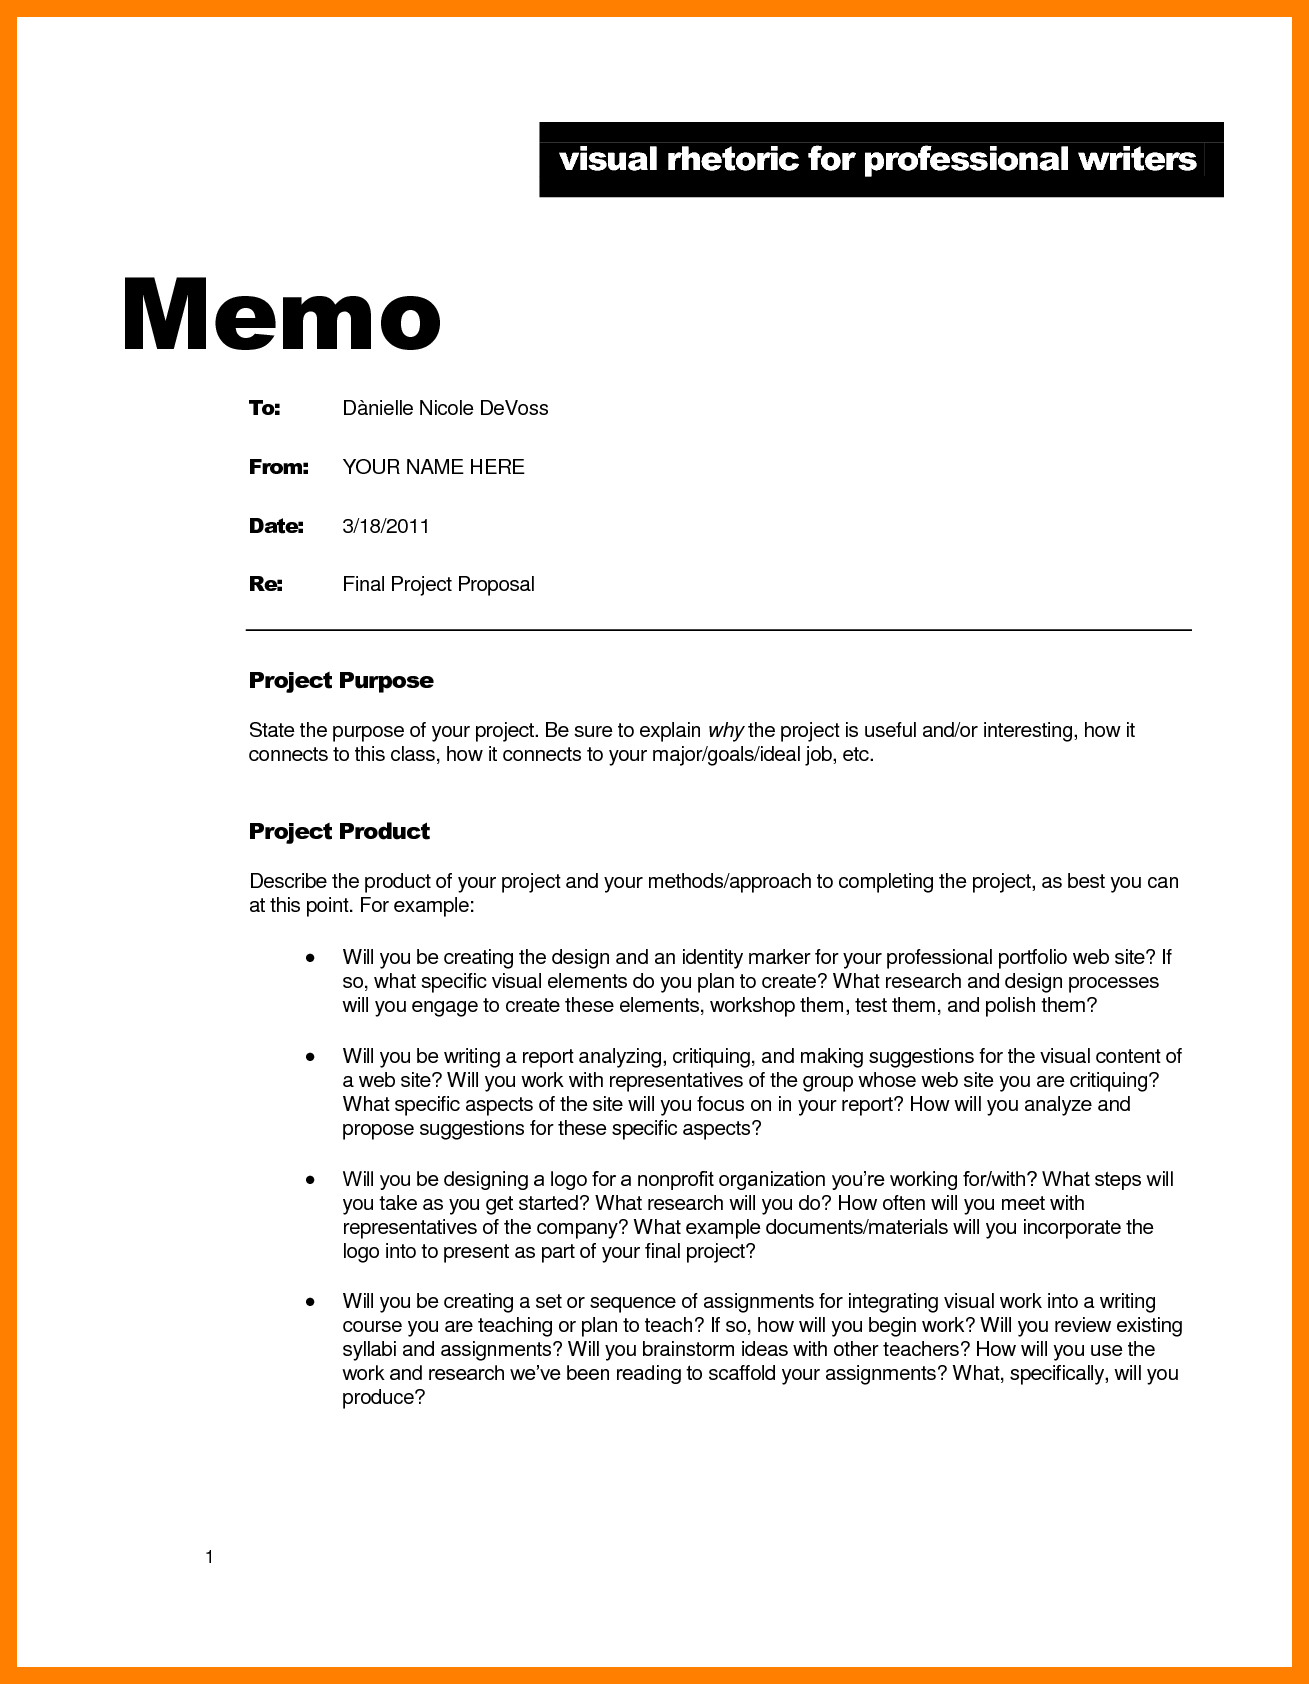 visual rhetoric for professional writers
Memo
To: Dànielle Nicole DeVoss
From: YOUR NAME HERE
Date: 3/18/2011
Re: Final Project Proposal
Project Purpose
State the purpose of your project. Be sure to explain why the project is useful and/or interesting, how it
connects to this class, how it connects to your major/goals/ideal job, etc.
Project Product
Describe the product of your project and your methods/approach to completing the project, as best you can
at this point. For example:
● Will you be creating the design and an identity marker for your professional portfolio web site? If
so, what specific visual elements do you plan to create? What research and design processes
will you engage to create these elements, workshop them, test them, and polish them?
● Will you be writing a report analyzing, critiquing, and making suggestions for the visual content of
a web site? Will you work with representatives of the group whose web site you are critiquing?
What specific aspects of the site will you focus on in your report? How will you analyze and
propose suggestions for these specific aspects?
● Will you be designing a logo for a nonprofit organization you’re working for/with? What steps will
you take as you get started? What research will you do? How often will you meet with
representatives of the company? What example documents/materials will you incorporate the
logo into to present as part of your final project?
● Will you be creating a set or sequence of assignments for integrating visual work into a writing
course you are teaching or plan to teach? If so, how will you begin work? Will you review existing
syllabi and assignments? Will you brainstorm ideas with other teachers? How will you use the
work and research we’ve been reading to scaffold your assignments? What, specifically, will you
produce?
1